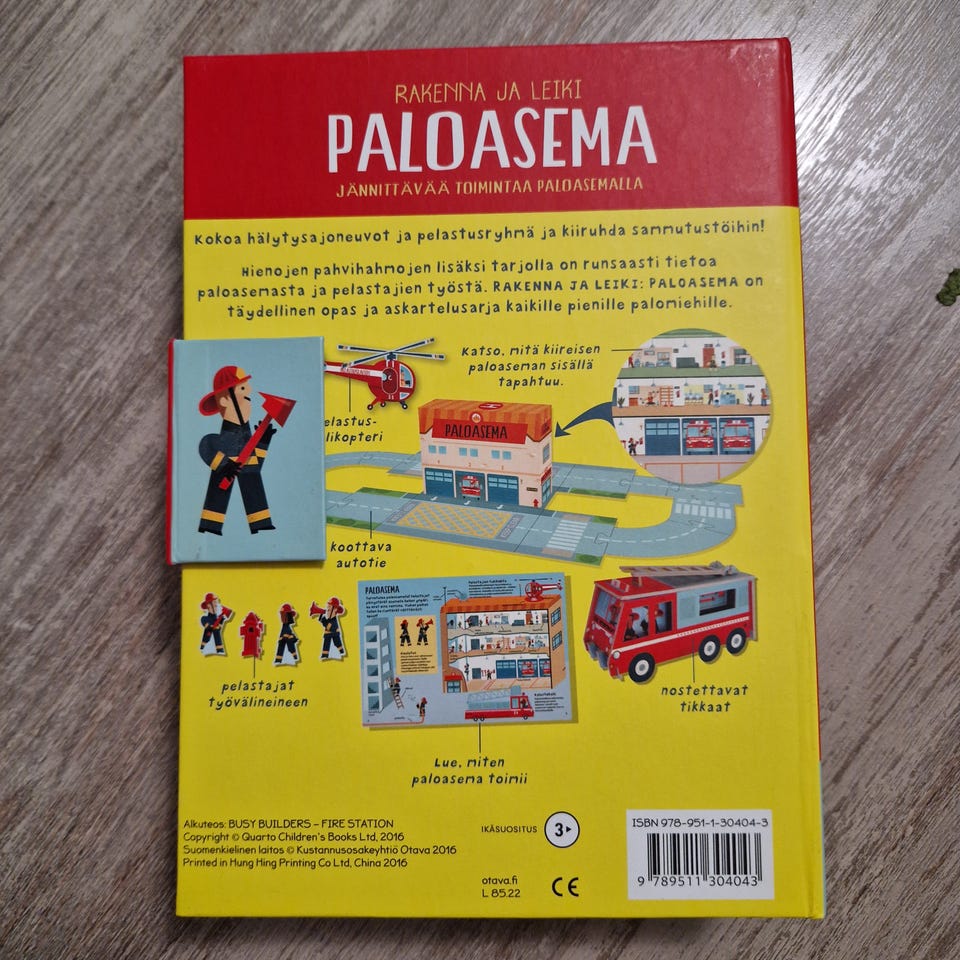 RAKENNA JA LEIKI
PALOASEMA
JÄNNITTÄVÄÄ TOIMINTAA PALOASEMALLA
Kokoa hälytysajoneuvot ja pelastusryhmä ja kiiruhda sammutustöihin!
Hienojen pahvihahmojen lisäksi tarjolla on runsaasti tietoa
paloasemasta ja pelastajien työstä. RAKENNA JA LEIKI: PALOASEMA on
täydellinen opas ja askartelusarja kaikille pienille palomiehille.
Katso, mitä kiireisen
paloaseman sisällä
tapahtuu.
elastus-
likopteri
H
PALOASEMA
koottava
autotie
PALOASEMA
pelastajat
työvälineineen
nostettavat
tikkaat
Lue, miten
paloasema toimii
Alkuteos: BUSY BUILDERS – FIRE STATION
Copyright © Quarto Children's Books Ltd, 2016
Suomenkielinen laitos © Kustannusosakeyhtiö Otava 2016
Printed in Hung Hing Printing Co Ltd, China 2016
IKÄSUOSITUS 3
otava.fi
L 85.22
CE
ISBN 978-951-1-30404-3
9 789511 304043